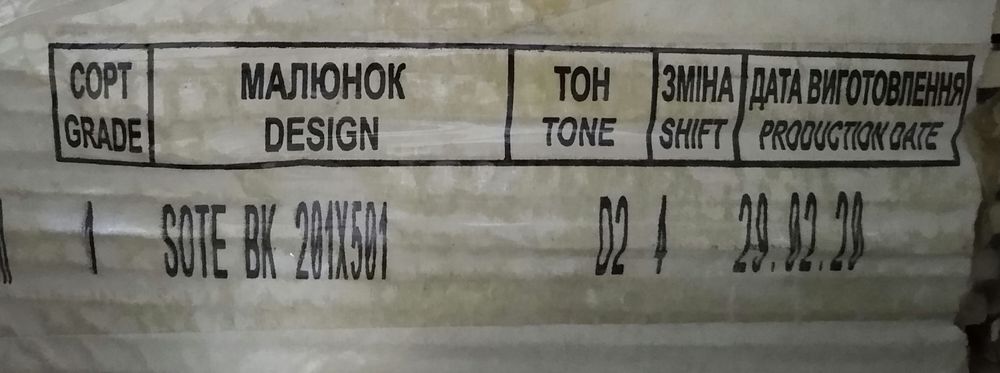 СОРТ МАЛЮНОК ТОН ЗМІНА ДАТА ВИГОТОВЛЕННЯ
GRADE DESIGN TONE SHIFT PRODUCTION DATE
1 SOTE BK 201X501 D2 4 29.02.20